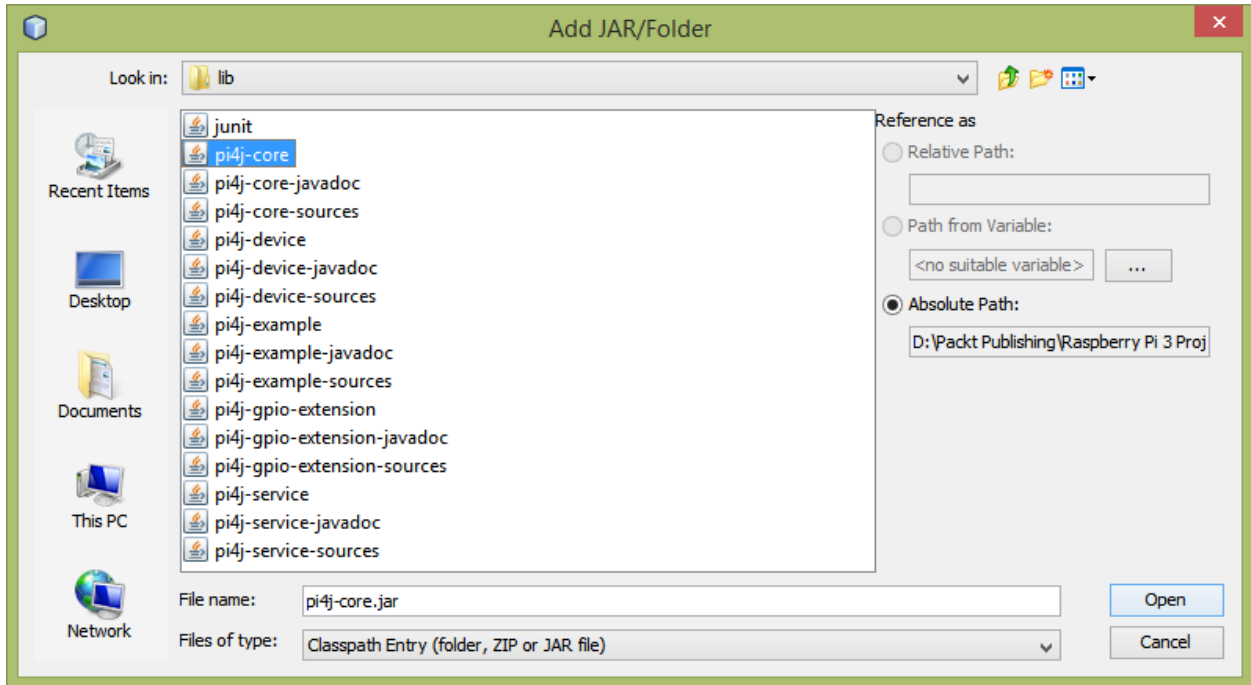 Add JAR/Folder
Look in:
lib
Recent Items
Desktop
Documents
This PC
Network
junit
pi4j-core
pi4j-core-javadoc
pi4j-core-sources
pi4j-device
pi4j-device-javadoc
pi4j-device-sources
pi4j-example
pi4j-example-javadoc
pi4j-example-sources
pi4j-gpio-extension
pi4j-gpio-extension-javadoc
pi4j-gpio-extension-sources
pi4j-service
pi4j-service-javadoc
pi4j-service-sources
Reference as
Relative Path:
Path from Variable:
<no suitable variable> ...
Absolute Path:
D:\Packt Publishing\Raspberry Pi 3 Proj
File name: pi4j-core.jar
Open
Files of type: Classpath Entry (folder, ZIP or JAR file)
Cancel